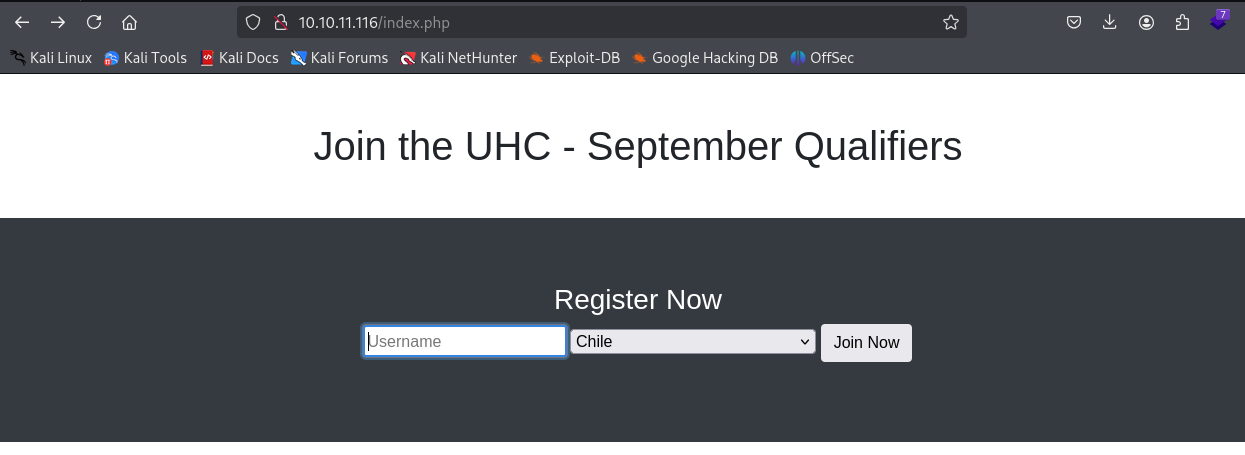 10.10.11.116/index.php
7
Kali Linux Kali Tools Kali Docs Kali Forums Kali NetHunter Exploit-DB Google Hacking DB OffSec
Join the UHC - September Qualifiers
Register Now
Username Chile Join Now